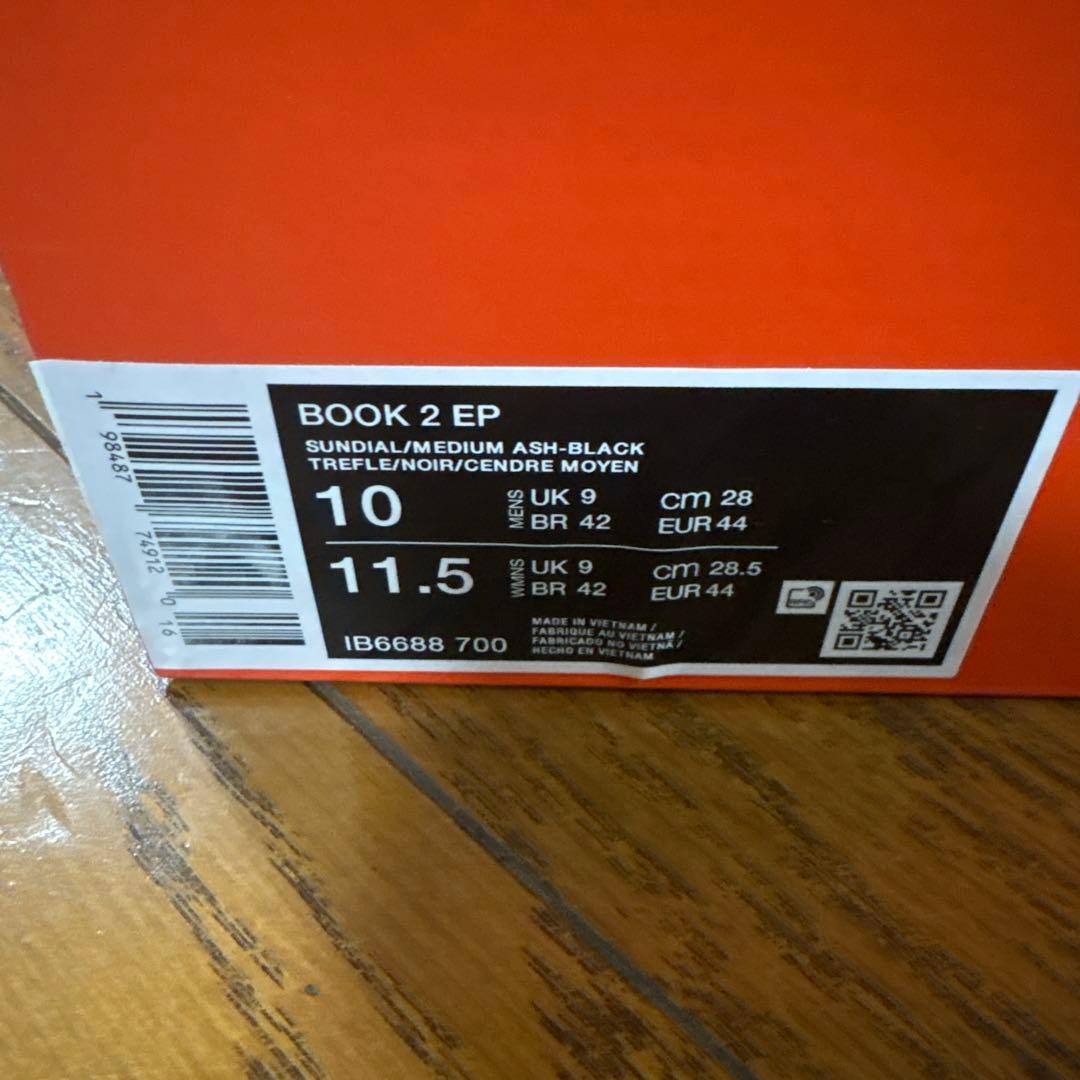 BOOK 2 EP
SUNDIAL/MEDIUM ASH-BLACK
TREFLE/NOIR/CENDRE MOYEN
10 MENS UK 9 cm 28
BR 42 EUR 44
11.5 WMNS UK 9 cm 28.5
BR 42 EUR 44
IB6688 700
MADE IN VIETNAM /
FABRIQUE AU VIETNAM /
FABRICADO NO VIETNÃ /
HECHO EN VIETNAM
1 98487 74912 0 16